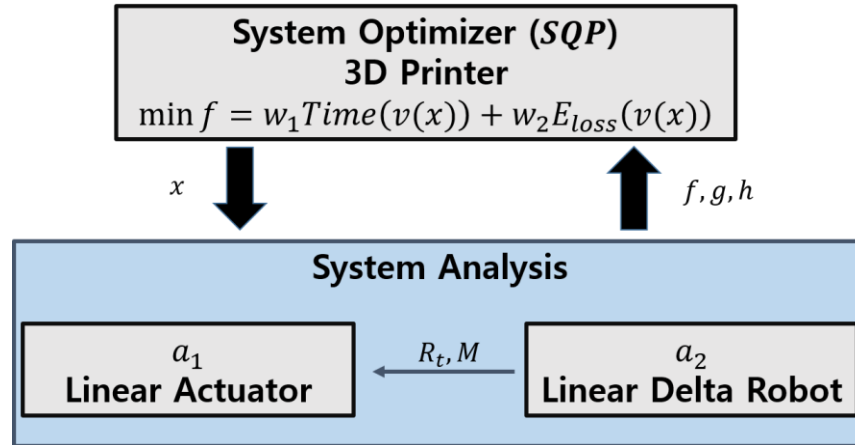 System Optimizer (SQP)
3D Printer
min f = w₁Time(v(x)) + w₂E_loss(v(x))
x
f, g, h
System Analysis
a₁
Linear Actuator
R_t, M
a₂
Linear Delta Robot